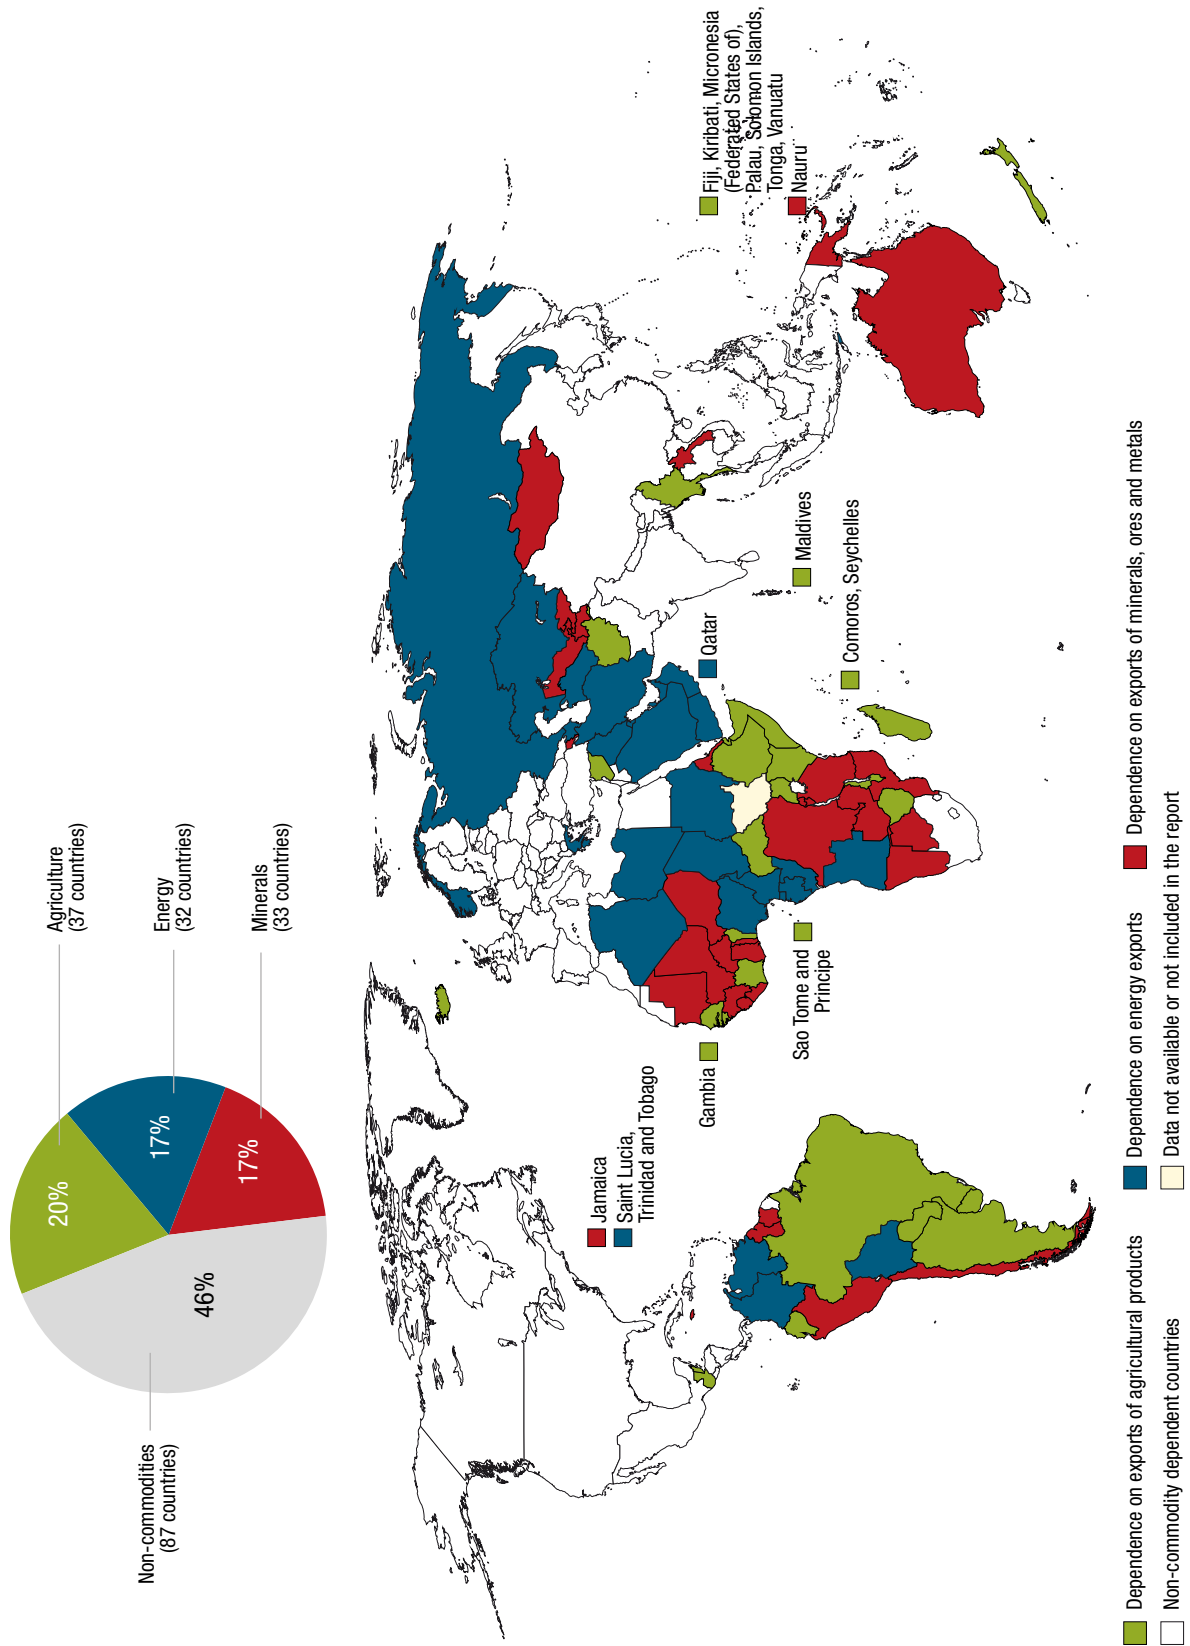 Non-commodities
(87 countries)
Agriculture
(37 countries)
Energy
(32 countries)
Minerals
(33 countries)
46%
20%
17%
17%
Jamaica
Saint Lucia,
Trinidad and Tobago
Gambia
Sao Tome and
Principe
Qatar
Comoros, Seychelles
Maldives
Fiji, Kiribati, Micronesia
(Federated States of),
Palau, Solomon Islands,
Tonga, Vanuatu
Nauru
Dependence on exports of agricultural products
Dependence on energy exports
Dependence on exports of minerals, ores and metals
Non-commodity dependent countries
Data not available or not included in the report